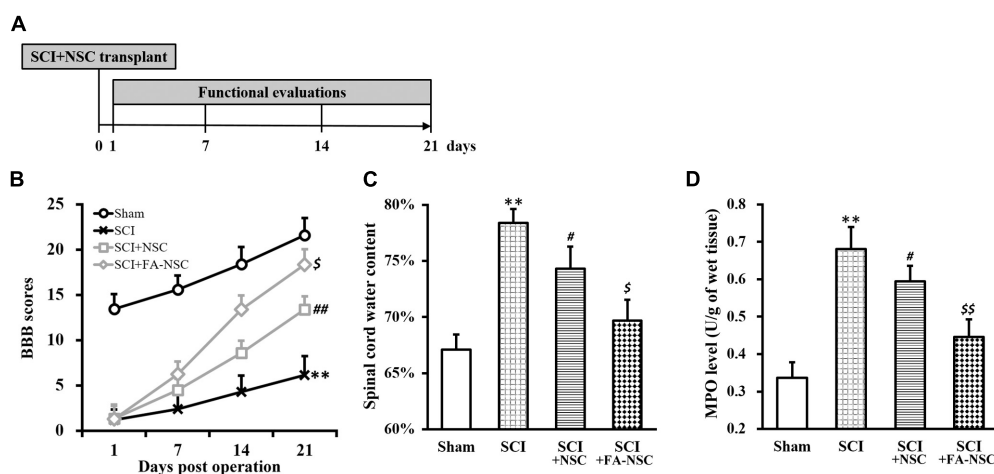 A
SCI+NSC transplant
Functional evaluations
0 1 7 14 21 days
B
25
20
15
10
5
0
BBB scores
Sham
SCI
SCI+NSC
SCI+FA-NSC
$
##
**
1 7 14 21
Days post operation
C
80%
75%
70%
65%
60%
Spinal cord water content
**
#
$
Sham SCI SCI SCI
+NSC +FA-NSC
D
0.8
0.7
0.6
0.5
0.4
0.3
0.2
MPO level (U/g of wet tissue)
**
#
$$
Sham SCI SCI SCI
+NSC +FA-NSC